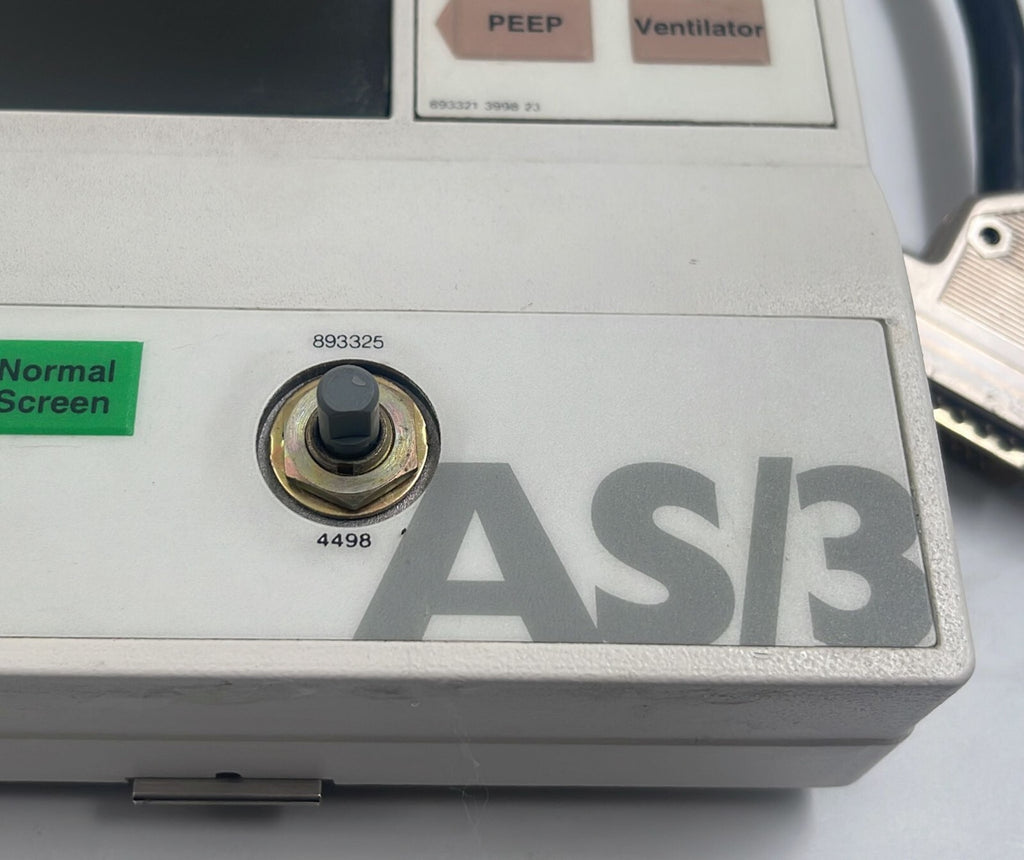 PEEP
Ventilator
893321 3998 23
Normal
Screen
893325
4498
AS/3